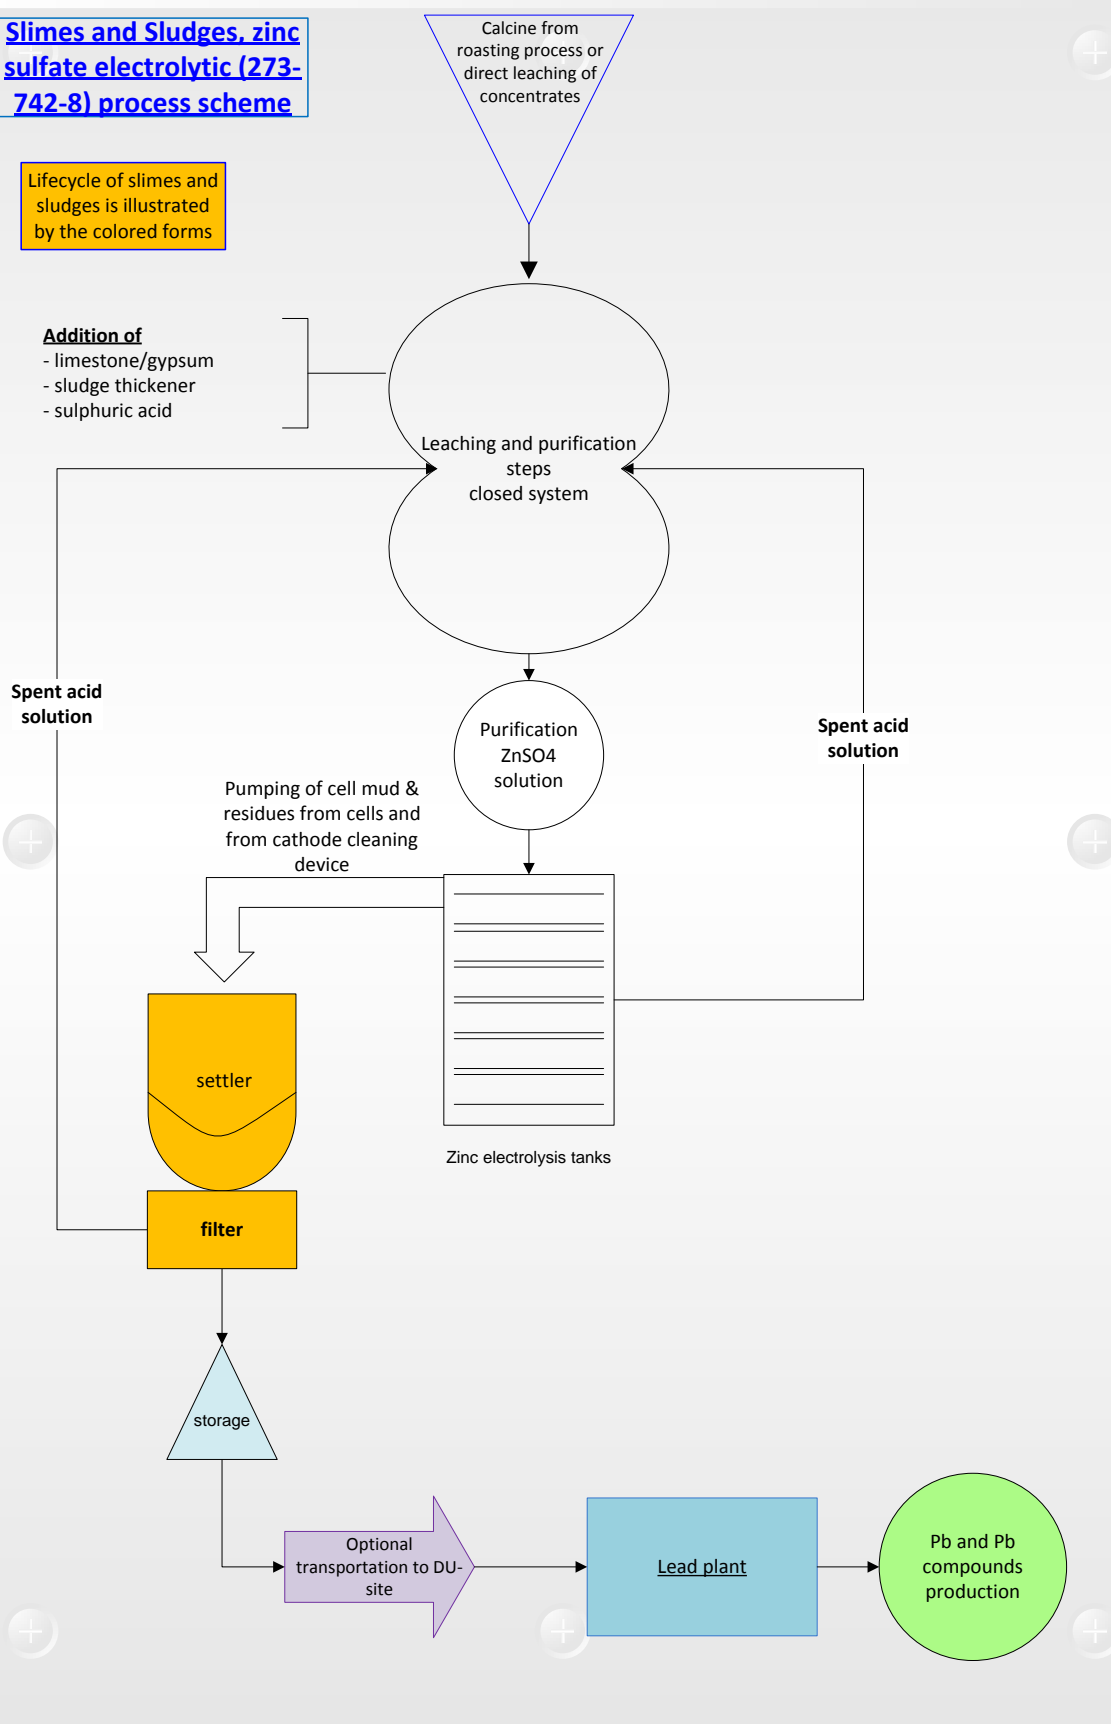 Slimes and Sludges, zinc
sulfate electrolytic (273-
742-8) process scheme
Calcine from
roasting process or
direct leaching of
concentrates
Lifecycle of slimes and
sludges is illustrated
by the colored forms
Addition of
- limestone/gypsum
- sludge thickener
- sulphuric acid
Leaching and purification
steps
closed system
Spent acid
solution
Purification
ZnSO4
solution
Spent acid
solution
Pumping of cell mud &
residues from cells and
from cathode cleaning
device
settler
Zinc electrolysis tanks
filter
storage
Optional
transportation to DU-
site
Lead plant
Pb and Pb
compounds
production